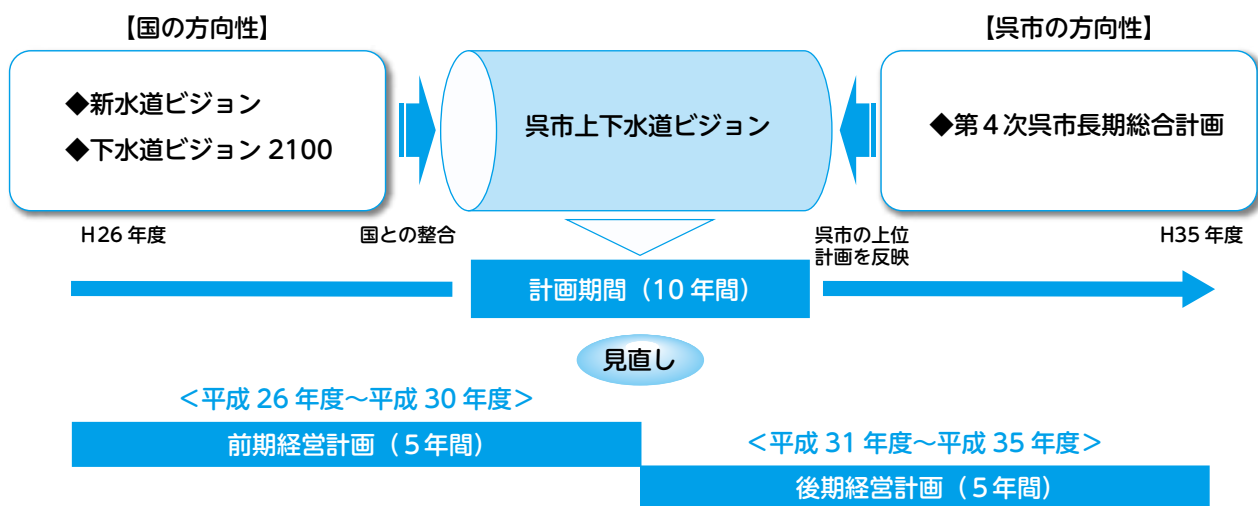 【国の方向性】
◆新水道ビジョン
◆下水道ビジョン 2100
呉市上下水道ビジョン
【呉市の方向性】
◆第４次呉市長期総合計画
H26 年度
国との整合
呉市の上位
計画を反映
H35 年度
計画期間（10 年間）
見直し
＜平成 26 年度～平成 30 年度＞
前期経営計画（５年間）
＜平成 31 年度～平成 35 年度＞
後期経営計画（５年間）